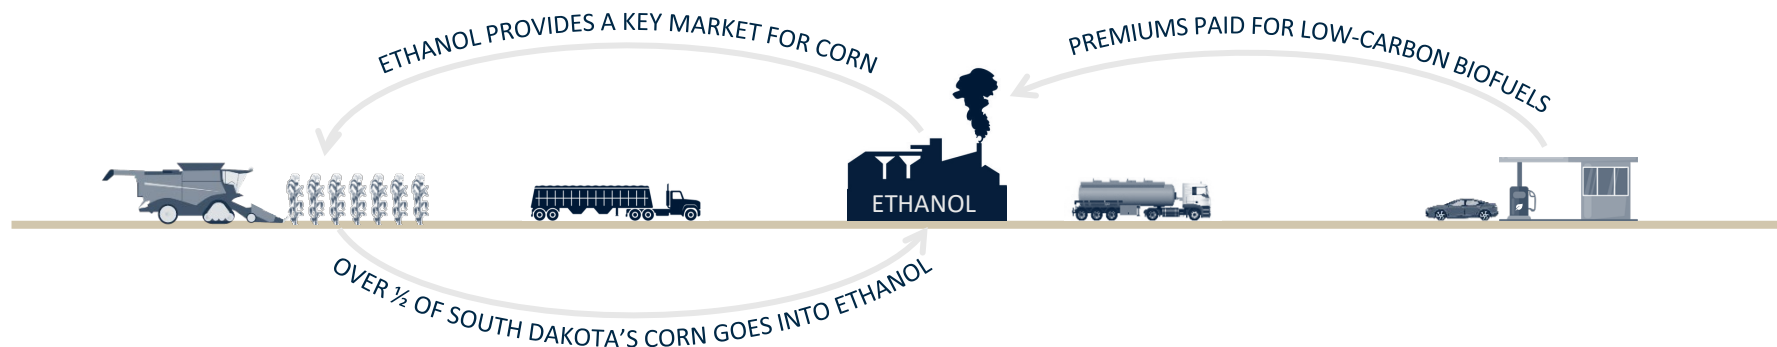 ETHANOL PROVIDES A KEY MARKET FOR CORN
PREMIUMS PAID FOR LOW-CARBON BIOFUELS
ETHANOL
OVER ½ OF SOUTH DAKOTA’S CORN GOES INTO ETHANOL